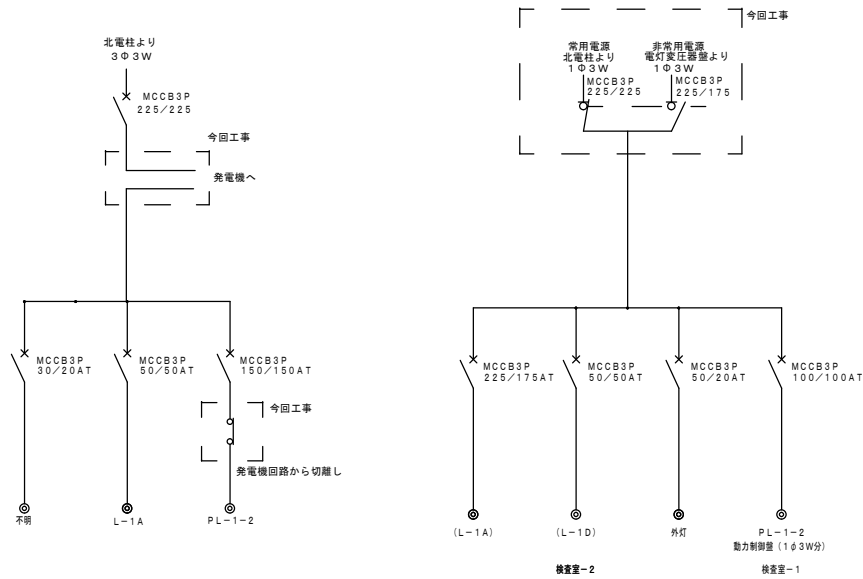 北電柱より
3Φ3W
MCCB3P
225/225
今回工事
発電機へ
MCCB3P
30/20AT
MCCB3P
50/50AT
MCCB3P
150/150AT
今回工事
発電機回路から切離し
不明
L-1A
PL-1-2
今回工事
常用電源
北電柱より
1Φ3W
MCCB3P
225/225
非常用電源
電灯変圧器盤より
1Φ3W
MCCB3P
225/175
MCCB3P
225/175AT
MCCB3P
50/50AT
MCCB3P
50/20AT
MCCB3P
100/100AT
(L-1A)
(L-1D)
外灯
PL-1-2
動力制御盤(1φ3W分)
検査室-2
検査室-1